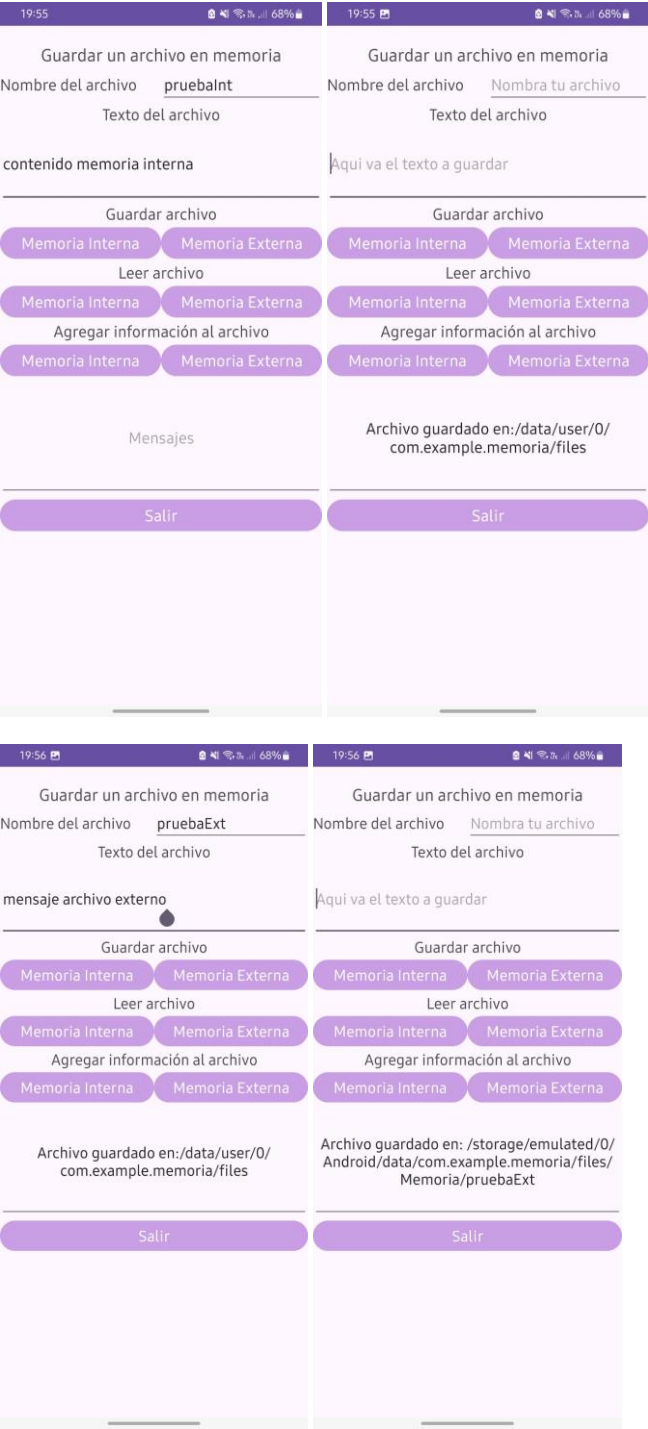 19:55
68%
Guardar un archivo en memoria
Nombre del archivo pruebaInt
Texto del archivo
contenido memoria interna
Guardar archivo
Memoria Interna Memoria Externa
Leer archivo
Memoria Interna Memoria Externa
Agregar información al archivo
Memoria Interna Memoria Externa
Mensajes
Salir
19:55
68%
Guardar un archivo en memoria
Nombre del archivo Nombra tu archivo
Texto del archivo
Aqui va el texto a guardar
Guardar archivo
Memoria Interna Memoria Externa
Leer archivo
Memoria Interna Memoria Externa
Agregar información al archivo
Memoria Interna Memoria Externa
Archivo guardado en:/data/user/0/
com.example.memoria/files
Salir
19:56
68%
Guardar un archivo en memoria
Nombre del archivo pruebaExt
Texto del archivo
mensaje archivo externo
Guardar archivo
Memoria Interna Memoria Externa
Leer archivo
Memoria Interna Memoria Externa
Agregar información al archivo
Memoria Interna Memoria Externa
Archivo guardado en:/data/user/0/
com.example.memoria/files
Salir
19:56
68%
Guardar un archivo en memoria
Nombre del archivo Nombra tu archivo
Texto del archivo
Aqui va el texto a guardar
Guardar archivo
Memoria Interna Memoria Externa
Leer archivo
Memoria Interna Memoria Externa
Agregar información al archivo
Memoria Interna Memoria Externa
Archivo guardado en: /storage/emulated/0/
Android/data/com.example.memoria/files/
Memoria/pruebaExt
Salir